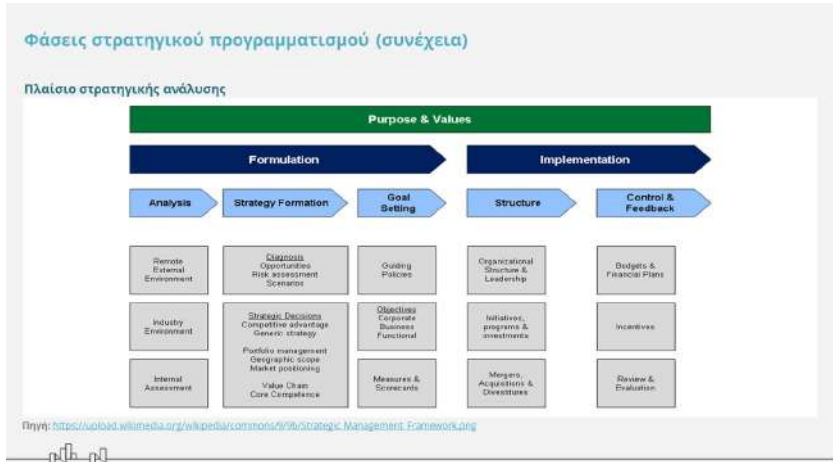 Φάσεις στρατηγικού προγραμματισμού (συνέχεια)
Πλαίσιο στρατηγικής ανάλυσης
Purpose & Values
Formulation
Implementation
Analysis
Strategy Formation
Goal
Setting
Structure
Control &
Feedback
Remote
External
Environment
Diagnosis
Opportunities
Risk assessment
Scenarios
Guiding
Policies
Organizational
Structure &
Leadership
Budgets &
Financial Plans
Industry
Environment
Strategic Decisions
Competitive advantage
Generic strategy
Portfolio management
Geographic scope
Market positioning
Value Chain
Core Competence
Objectives
Corporate
Business
Functional
Initiatives,
programs &
investments
Incentives
Internal
Assessment
Measures &
Scorecards
Mergers,
Acquisitions &
Divestitures
Review &
Evaluation
Πηγή: https://upload.wikimedia.org/wikipedia/commons/9/96/Strategic_Management_Framework.png